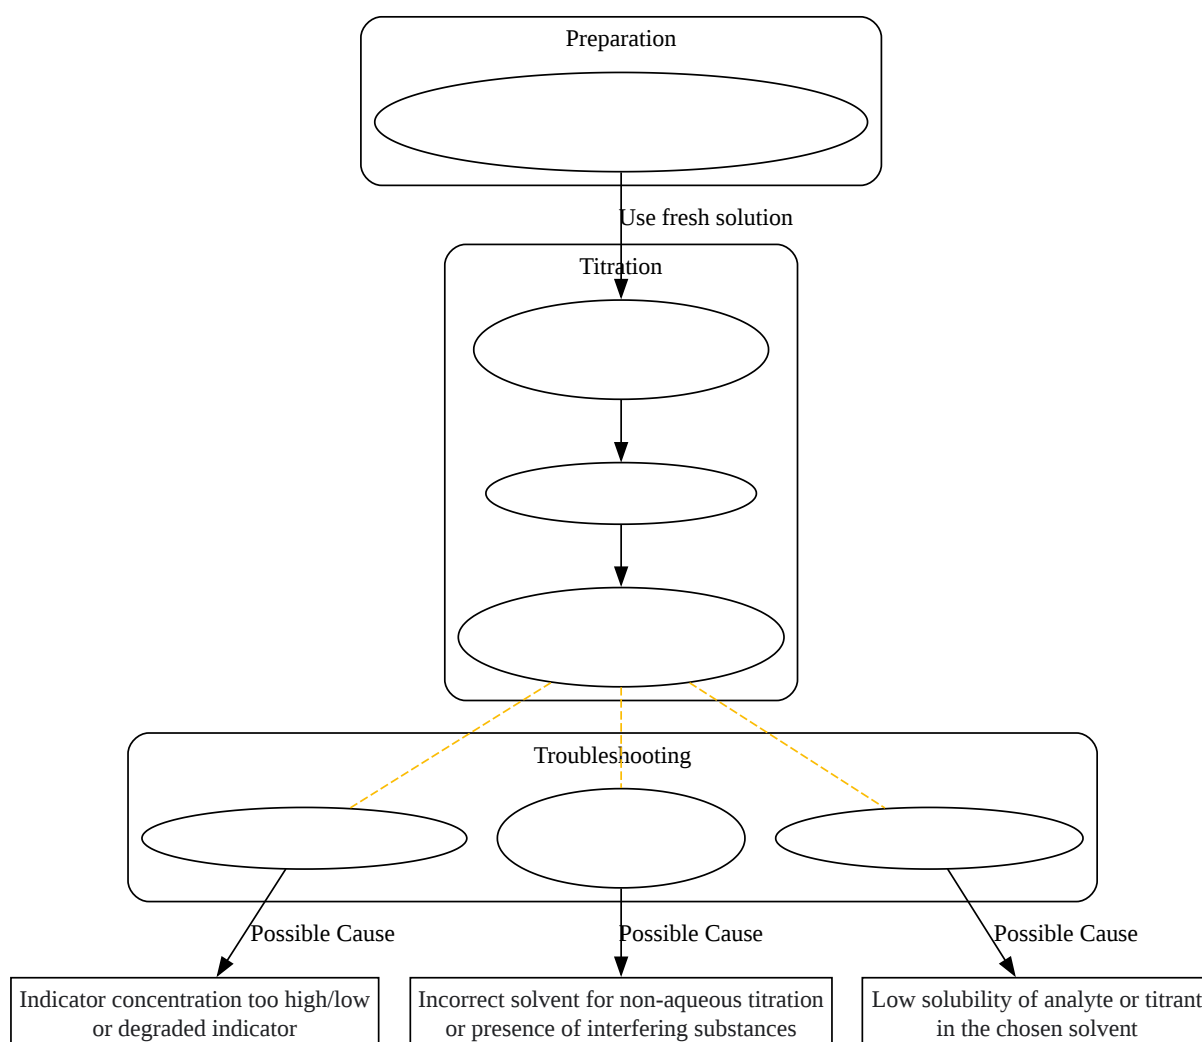 Preparation
Use fresh solution
Titration
Troubleshooting
Possible Cause
Possible Cause
Possible Cause
Indicator concentration too high/low
or degraded indicator
Incorrect solvent for non-aqueous titration
or presence of interfering substances
Low solubility of analyte or titrant
in the chosen solvent